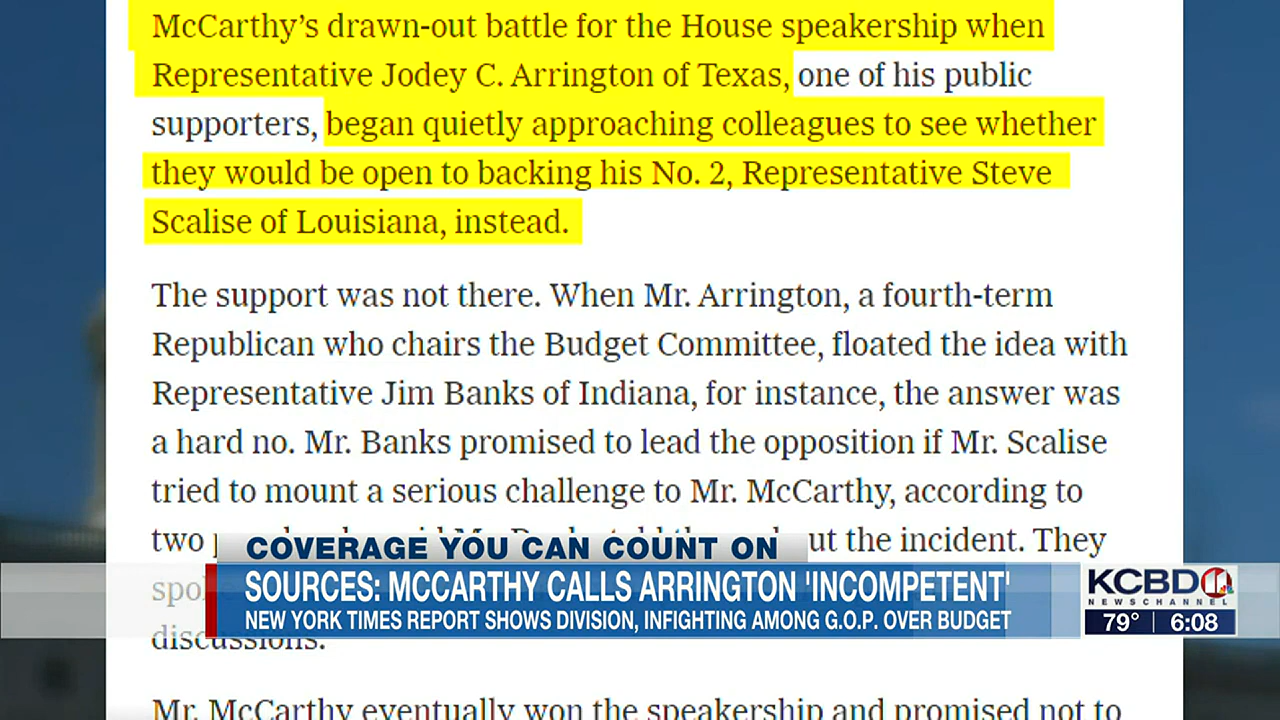 McCarthy’s drawn-out battle for the House speakership when
Representative Jodey C. Arrington of Texas, one of his public
supporters, began quietly approaching colleagues to see whether
they would be open to backing his No. 2, Representative Steve
Scalise of Louisiana, instead.
The support was not there. When Mr. Arrington, a fourth-term
Republican who chairs the Budget Committee, floated the idea with
Representative Jim Banks of Indiana, for instance, the answer was
a hard no. Mr. Banks promised to lead the opposition if Mr. Scalise
tried to mount a serious challenge to Mr. McCarthy, according to
two ut the incident. They
discussions.
Mr. McCarthy eventually won the speakership and promised not to
COVERAGE YOU CAN COUNT ON
SOURCES: MCCARTHY CALLS ARRINGTON 'INCOMPETENT'
NEW YORK TIMES REPORT SHOWS DIVISION, INFIGHTING AMONG G.O.P. OVER BUDGET
KCBD 11
NEWSCHANNEL
79° | 6:08